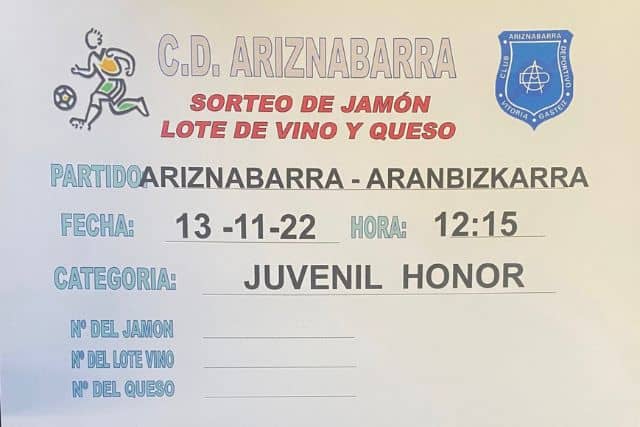 C.D. ARIZNABARRA
SORTEO DE JAMÓN
LOTE DE VINO Y QUESO
ARIZNABARRA
CLUB DEPORTIVO
VITORIA GASTEIZ
PARTIDO ARIZNABARRA - ARANBIZKARRA
FECHA: 13 -11-22 HORA: 12:15
CATEGORIA: JUVENIL HONOR
Nº DEL JAMON
Nº DEL LOTE VINO
Nº DEL QUESO